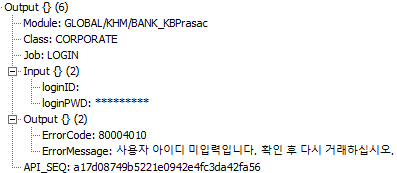 Output {} (6)
Module: GLOBAL/KHM/BANK_KBPrasac
Class: CORPORATE
Job: LOGIN
Input {} (2)
loginID:
loginPWD: *********
Output {} (2)
ErrorCode: 80004010
ErrorMessage: 사용자 아이디 미입력입니다. 확인 후 다시 거래하십시오.
API_SEQ: a17d08749b5221e0942e4fc3da42fa56